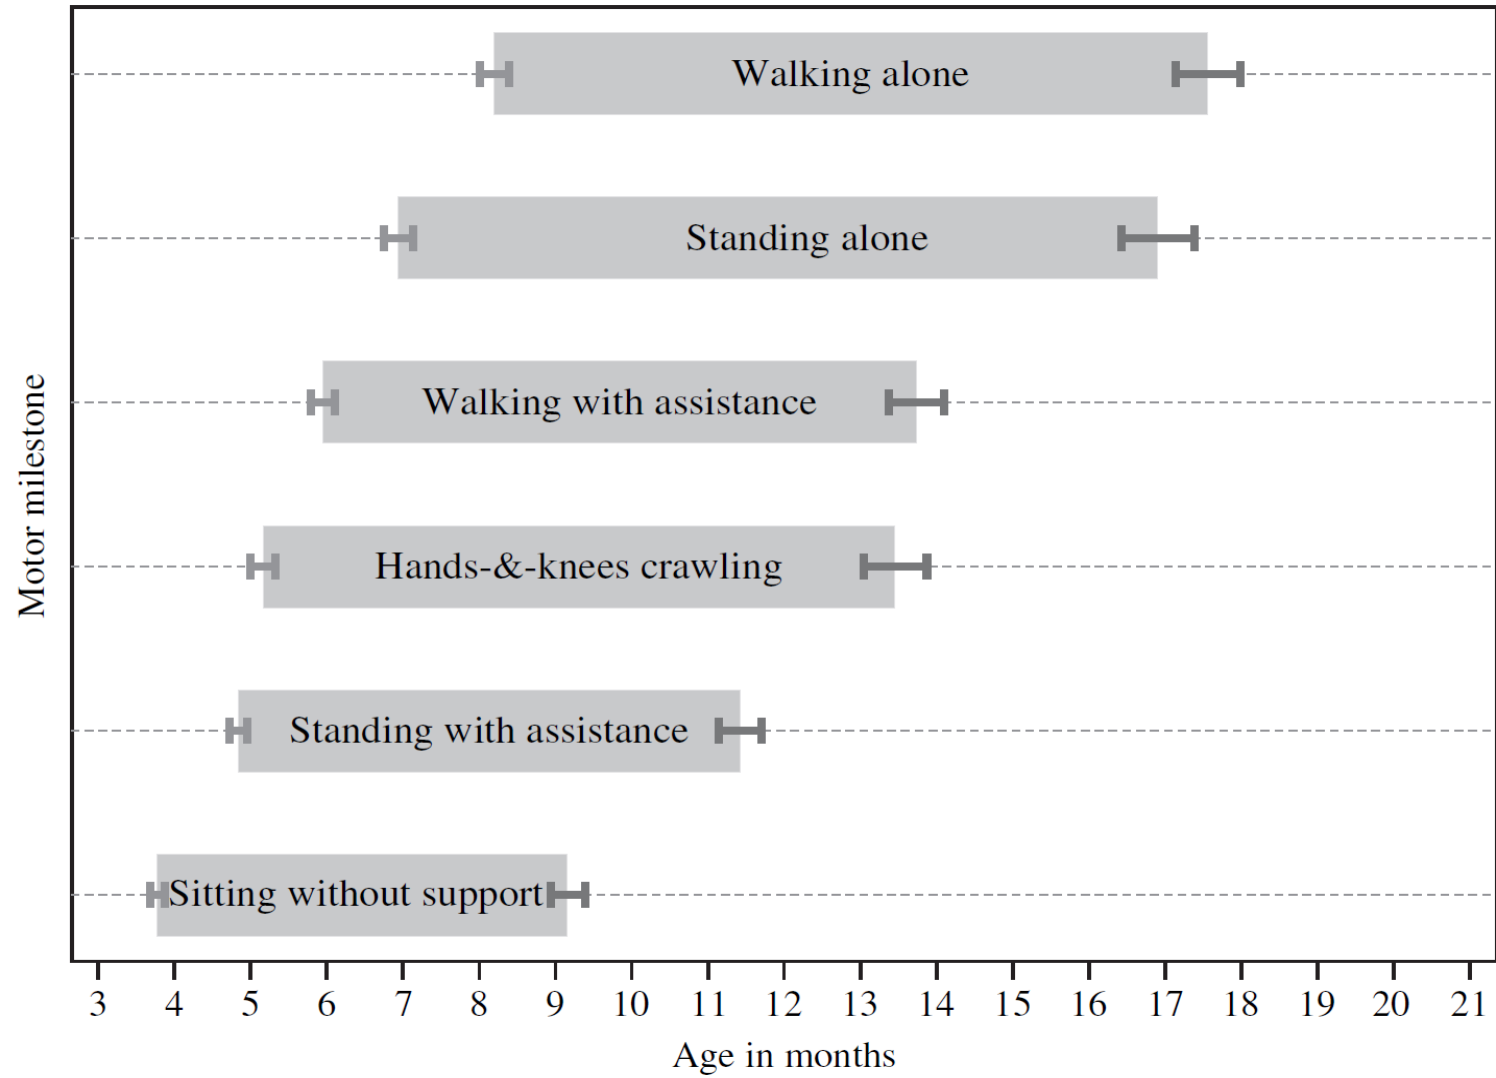 Walking alone
Standing alone
Walking with assistance
Hands-&-knees crawling
Standing with assistance
Sitting without support
Motor milestone
3 4 5 6 7 8 9 10 11 12 13 14 15 16 17 18 19 20 21
Age in months